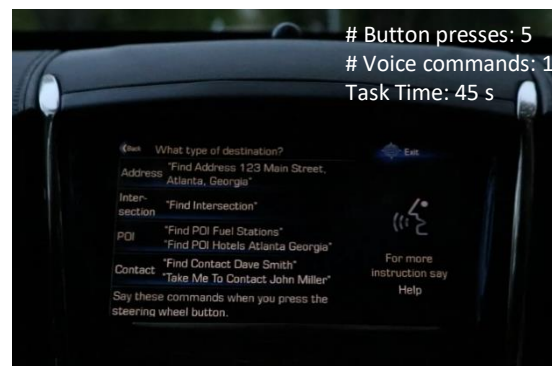 # Button presses: 5
# Voice commands: 1
Task Time: 45 s
Back What type of destination? Exit
Address "Find Address 123 Main Street,
Atlanta, Georgia"
Inter-
section "Find Intersection"
POI "Find POI Fuel Stations"
"Find POI Hotels Atlanta Georgia"
Contact "Find Contact Dave Smith"
"Take Me To Contact John Miller"
Say these commands when you press the
steering wheel button.
For more
instruction say
Help